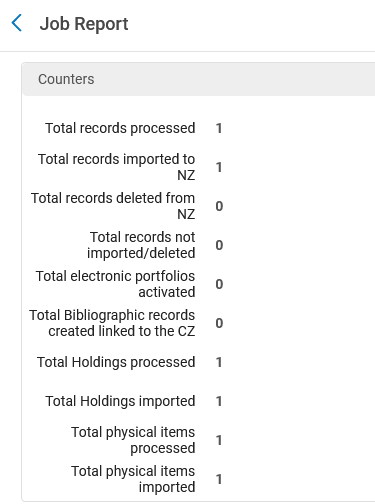 Job Report
Counters
Total records processed 1
Total records imported to
NZ 1
Total records deleted from
NZ 0
Total records not
imported/deleted 0
Total electronic portfolios
activated 0
Total Bibliographic records
created linked to the CZ 0
Total Holdings processed 1
Total Holdings imported 1
Total physical items
processed 1
Total physical items
imported 1